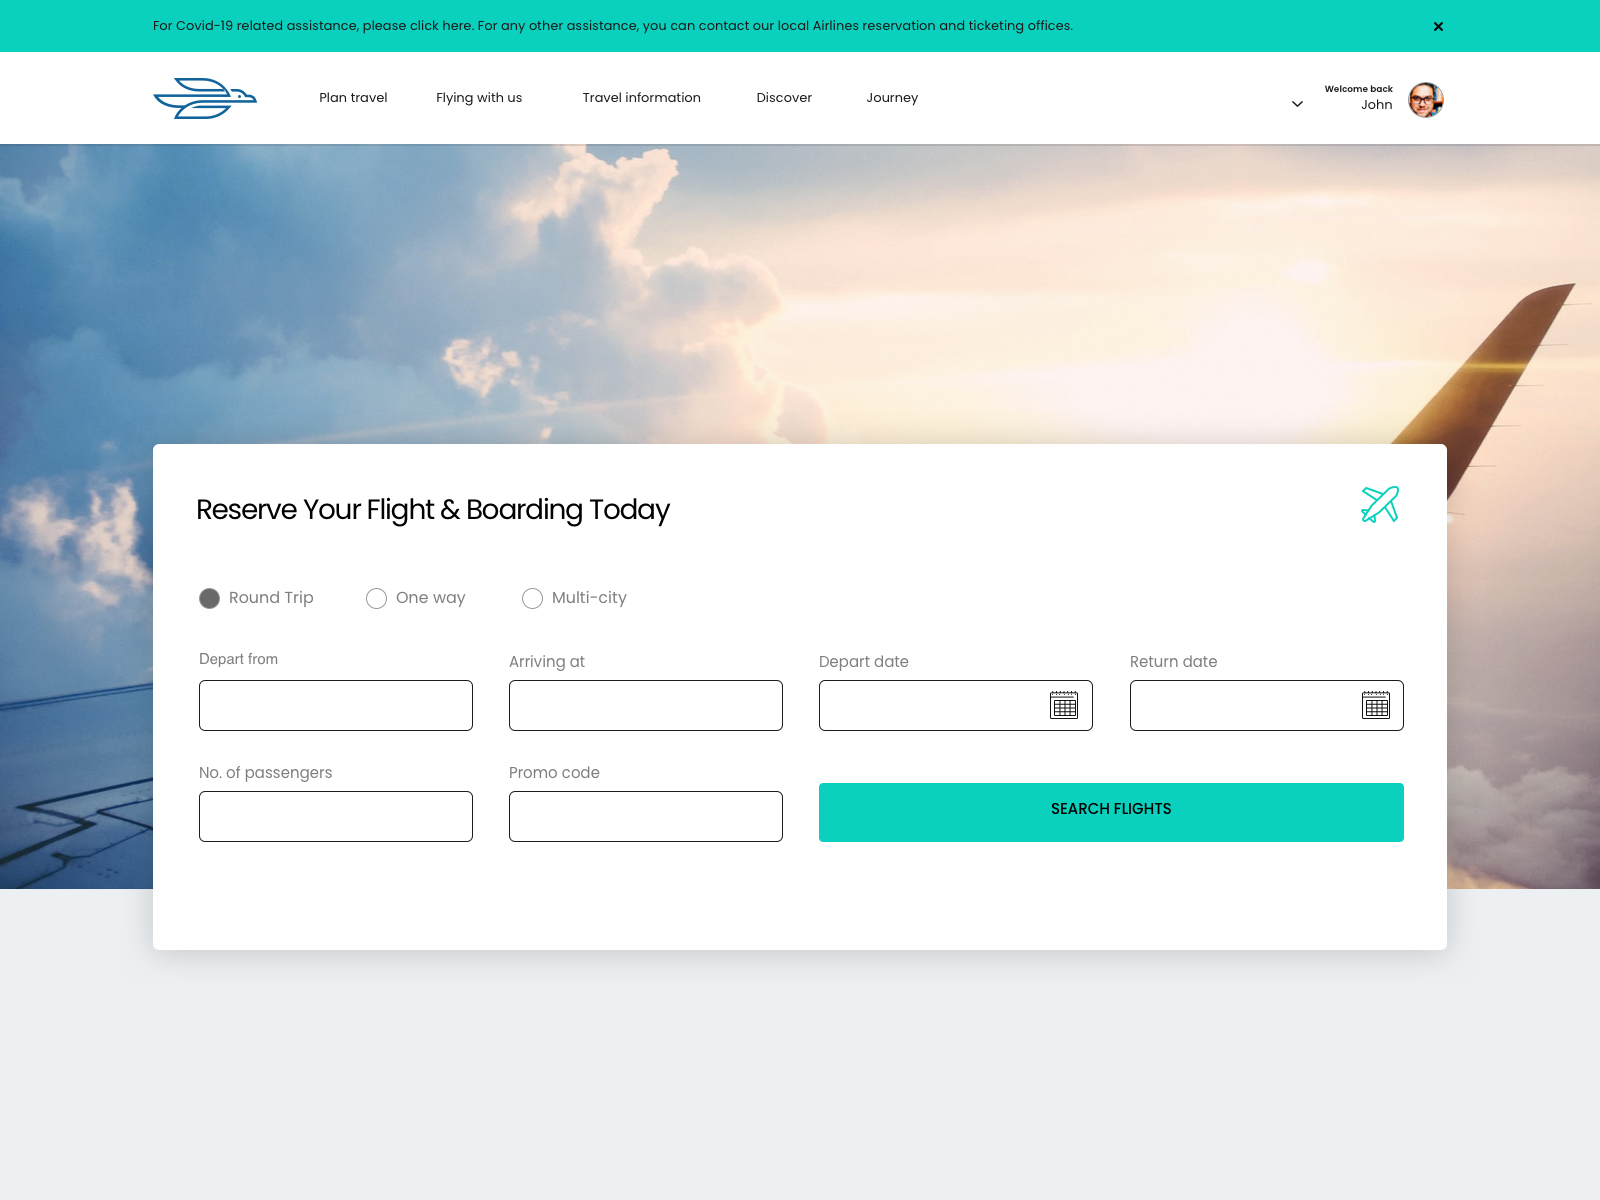 For Covid-19 related assistance, please click here. For any other assistance, you can contact our local Airlines reservation and ticketing offices.
Plan travel
Flying with us
Travel information
Discover
Journey
Welcome back
John
Reserve Your Flight & Boarding Today
Round Trip
One way
Multi-city
Depart from
Arriving at
Depart date
Return date
No. of passengers
Promo code
SEARCH FLIGHTS